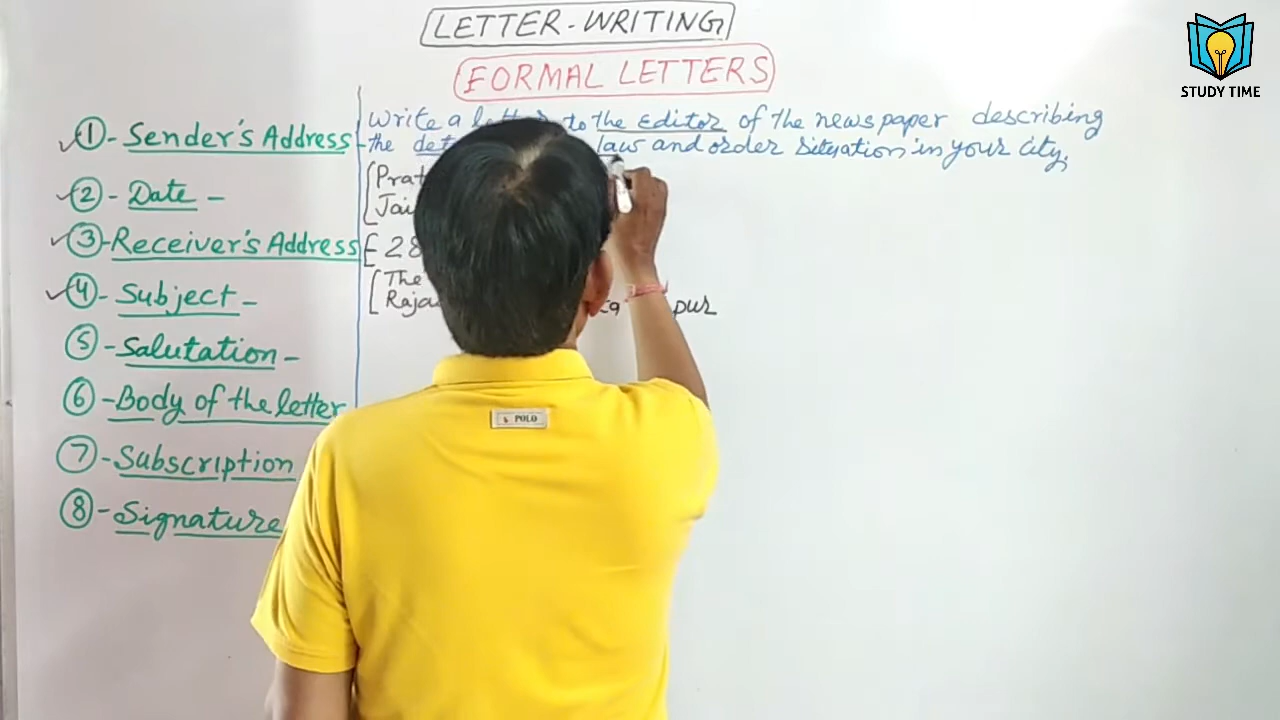 LETTER-WRITING
FORMAL LETTERS
STUDY TIME
① - Sender's Address -
② - Date -
③ - Receiver's Address
④ - Subject -
⑤ - Salutation -
⑥ - Body of the letter
⑦ - Subscription
⑧ - Signature
Write a to the Editor of the newspaper describing
the law and order situation in your city,
28
The
pur
POLO